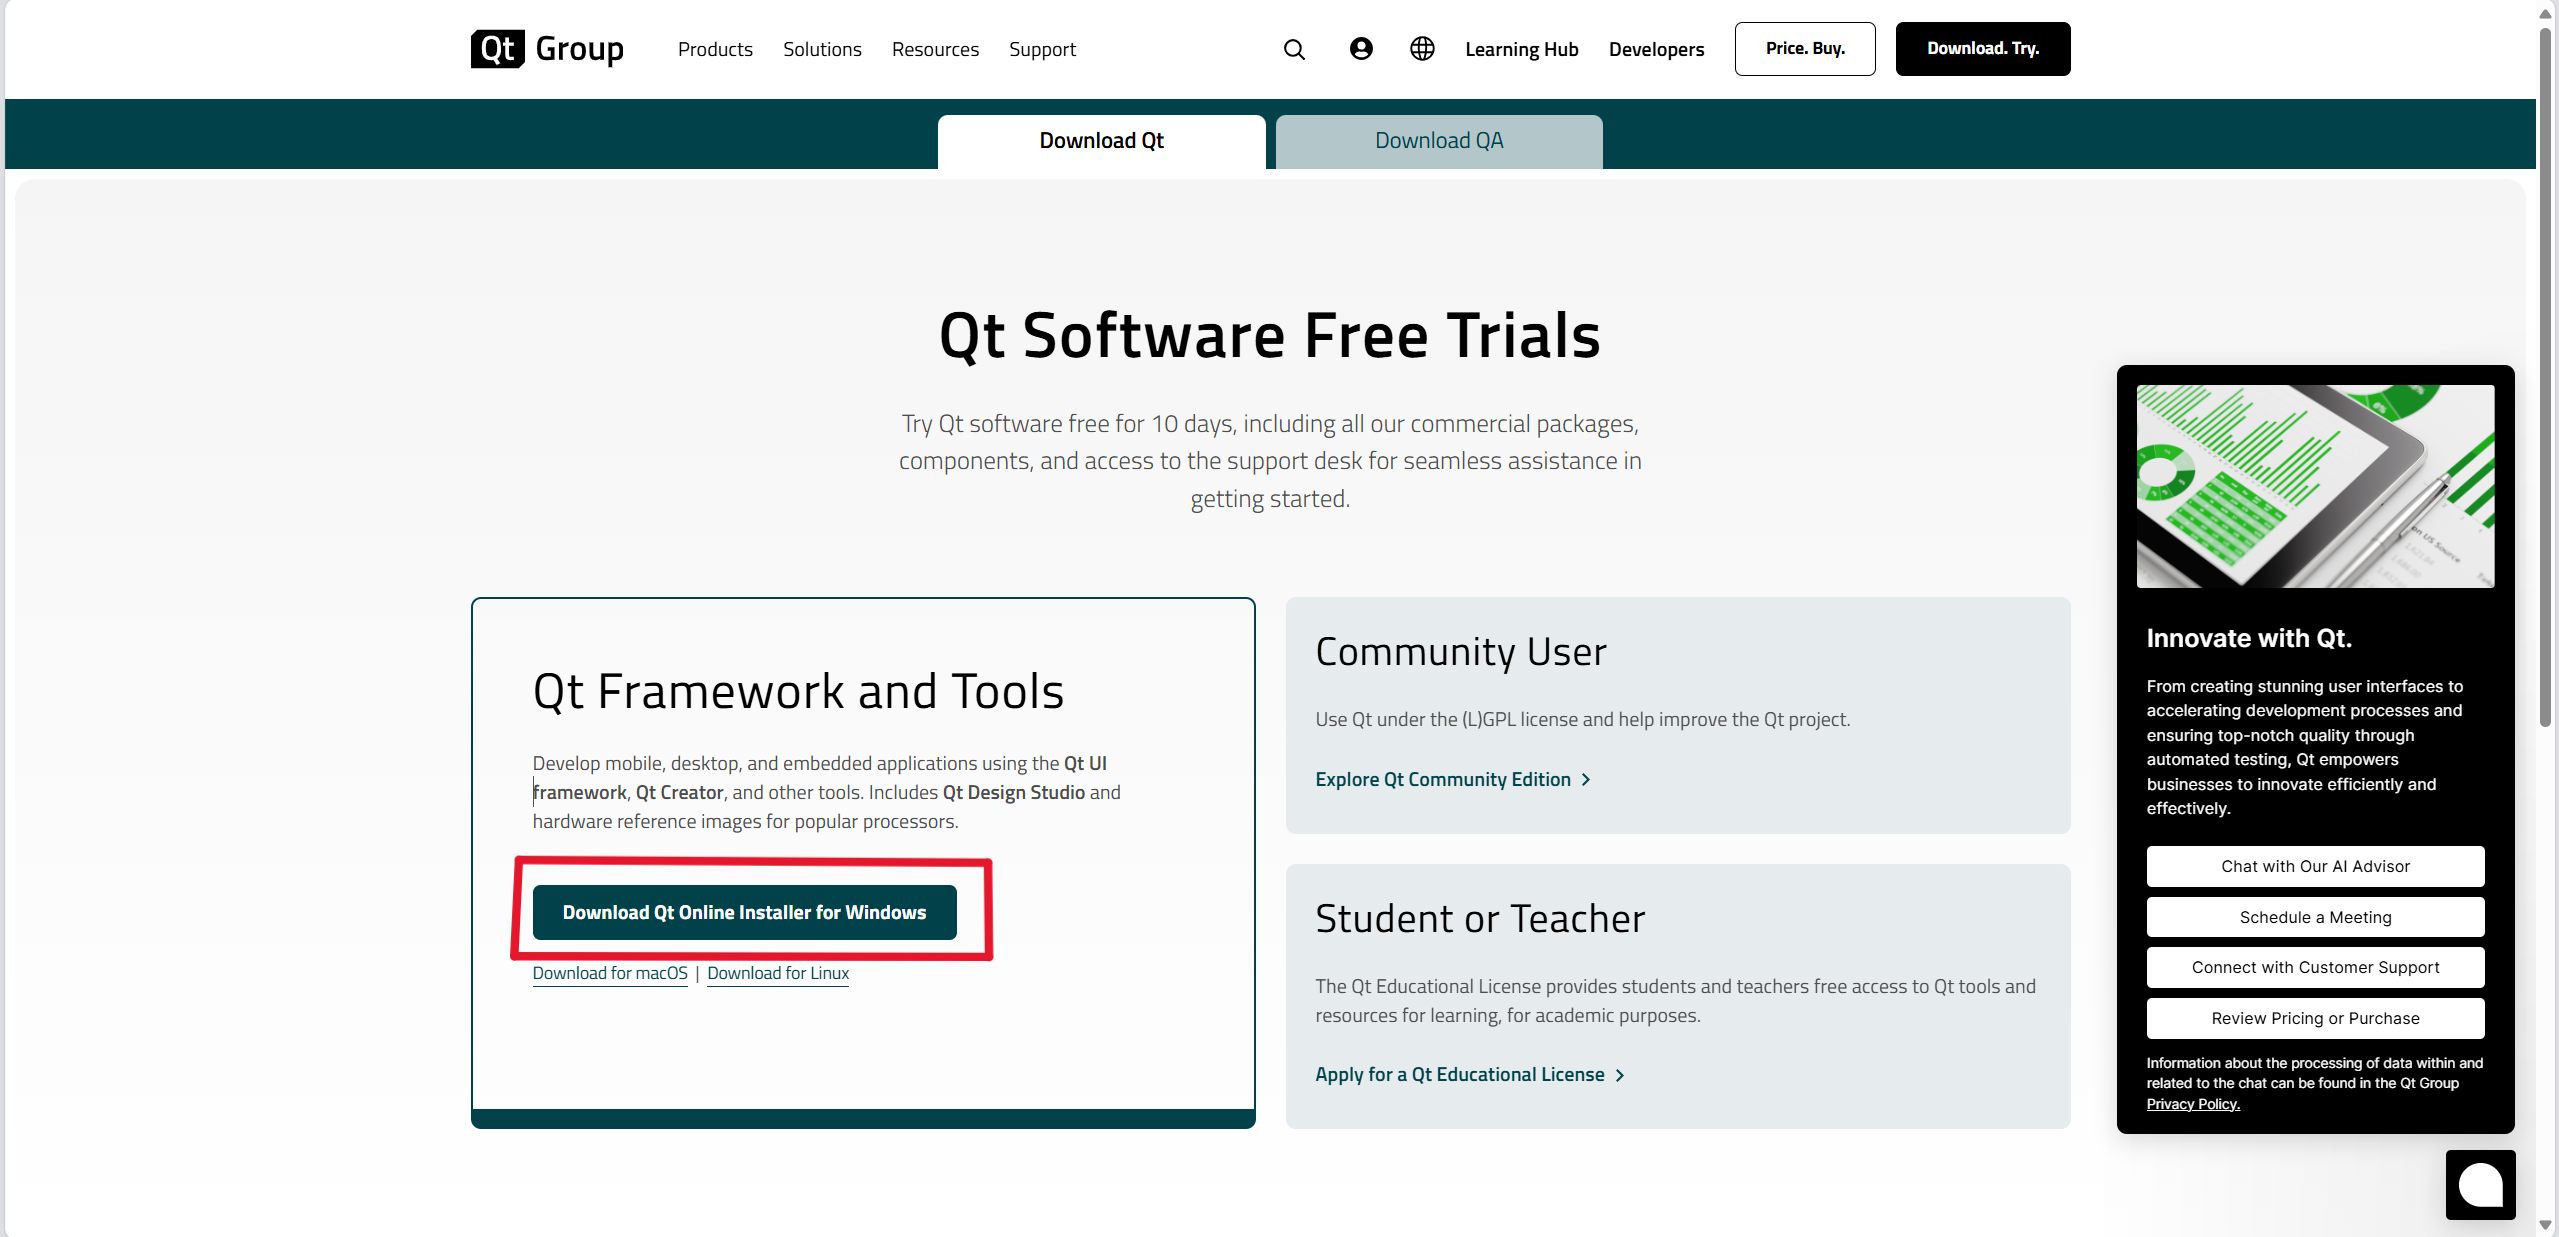 Qt Group
Products
Solutions
Resources
Support
Learning Hub
Developers
Price. Buy.
Download. Try.
Download Qt
Download QA
Qt Software Free Trials
Try Qt software free for 10 days, including all our commercial packages,
components, and access to the support desk for seamless assistance in
getting started.
Qt Framework and Tools
Develop mobile, desktop, and embedded applications using the Qt UI
framework, Qt Creator, and other tools. Includes Qt Design Studio and
hardware reference images for popular processors.
Download Qt Online Installer for Windows
Download for macOS | Download for Linux
Community User
Use Qt under the (L)GPL license and help improve the Qt project.
Explore Qt Community Edition
Student or Teacher
The Qt Educational License provides students and teachers free access to Qt tools and
resources for learning, for academic purposes.
Apply for a Qt Educational License
Innovate with Qt.
From creating stunning user interfaces to
accelerating development processes and
ensuring top-notch quality through
automated testing, Qt empowers
businesses to innovate efficiently and
effectively.
Chat with Our AI Advisor
Schedule a Meeting
Connect with Customer Support
Review Pricing or Purchase
Information about the processing of data within and
related to the chat can be found in the Qt Group
Privacy Policy.